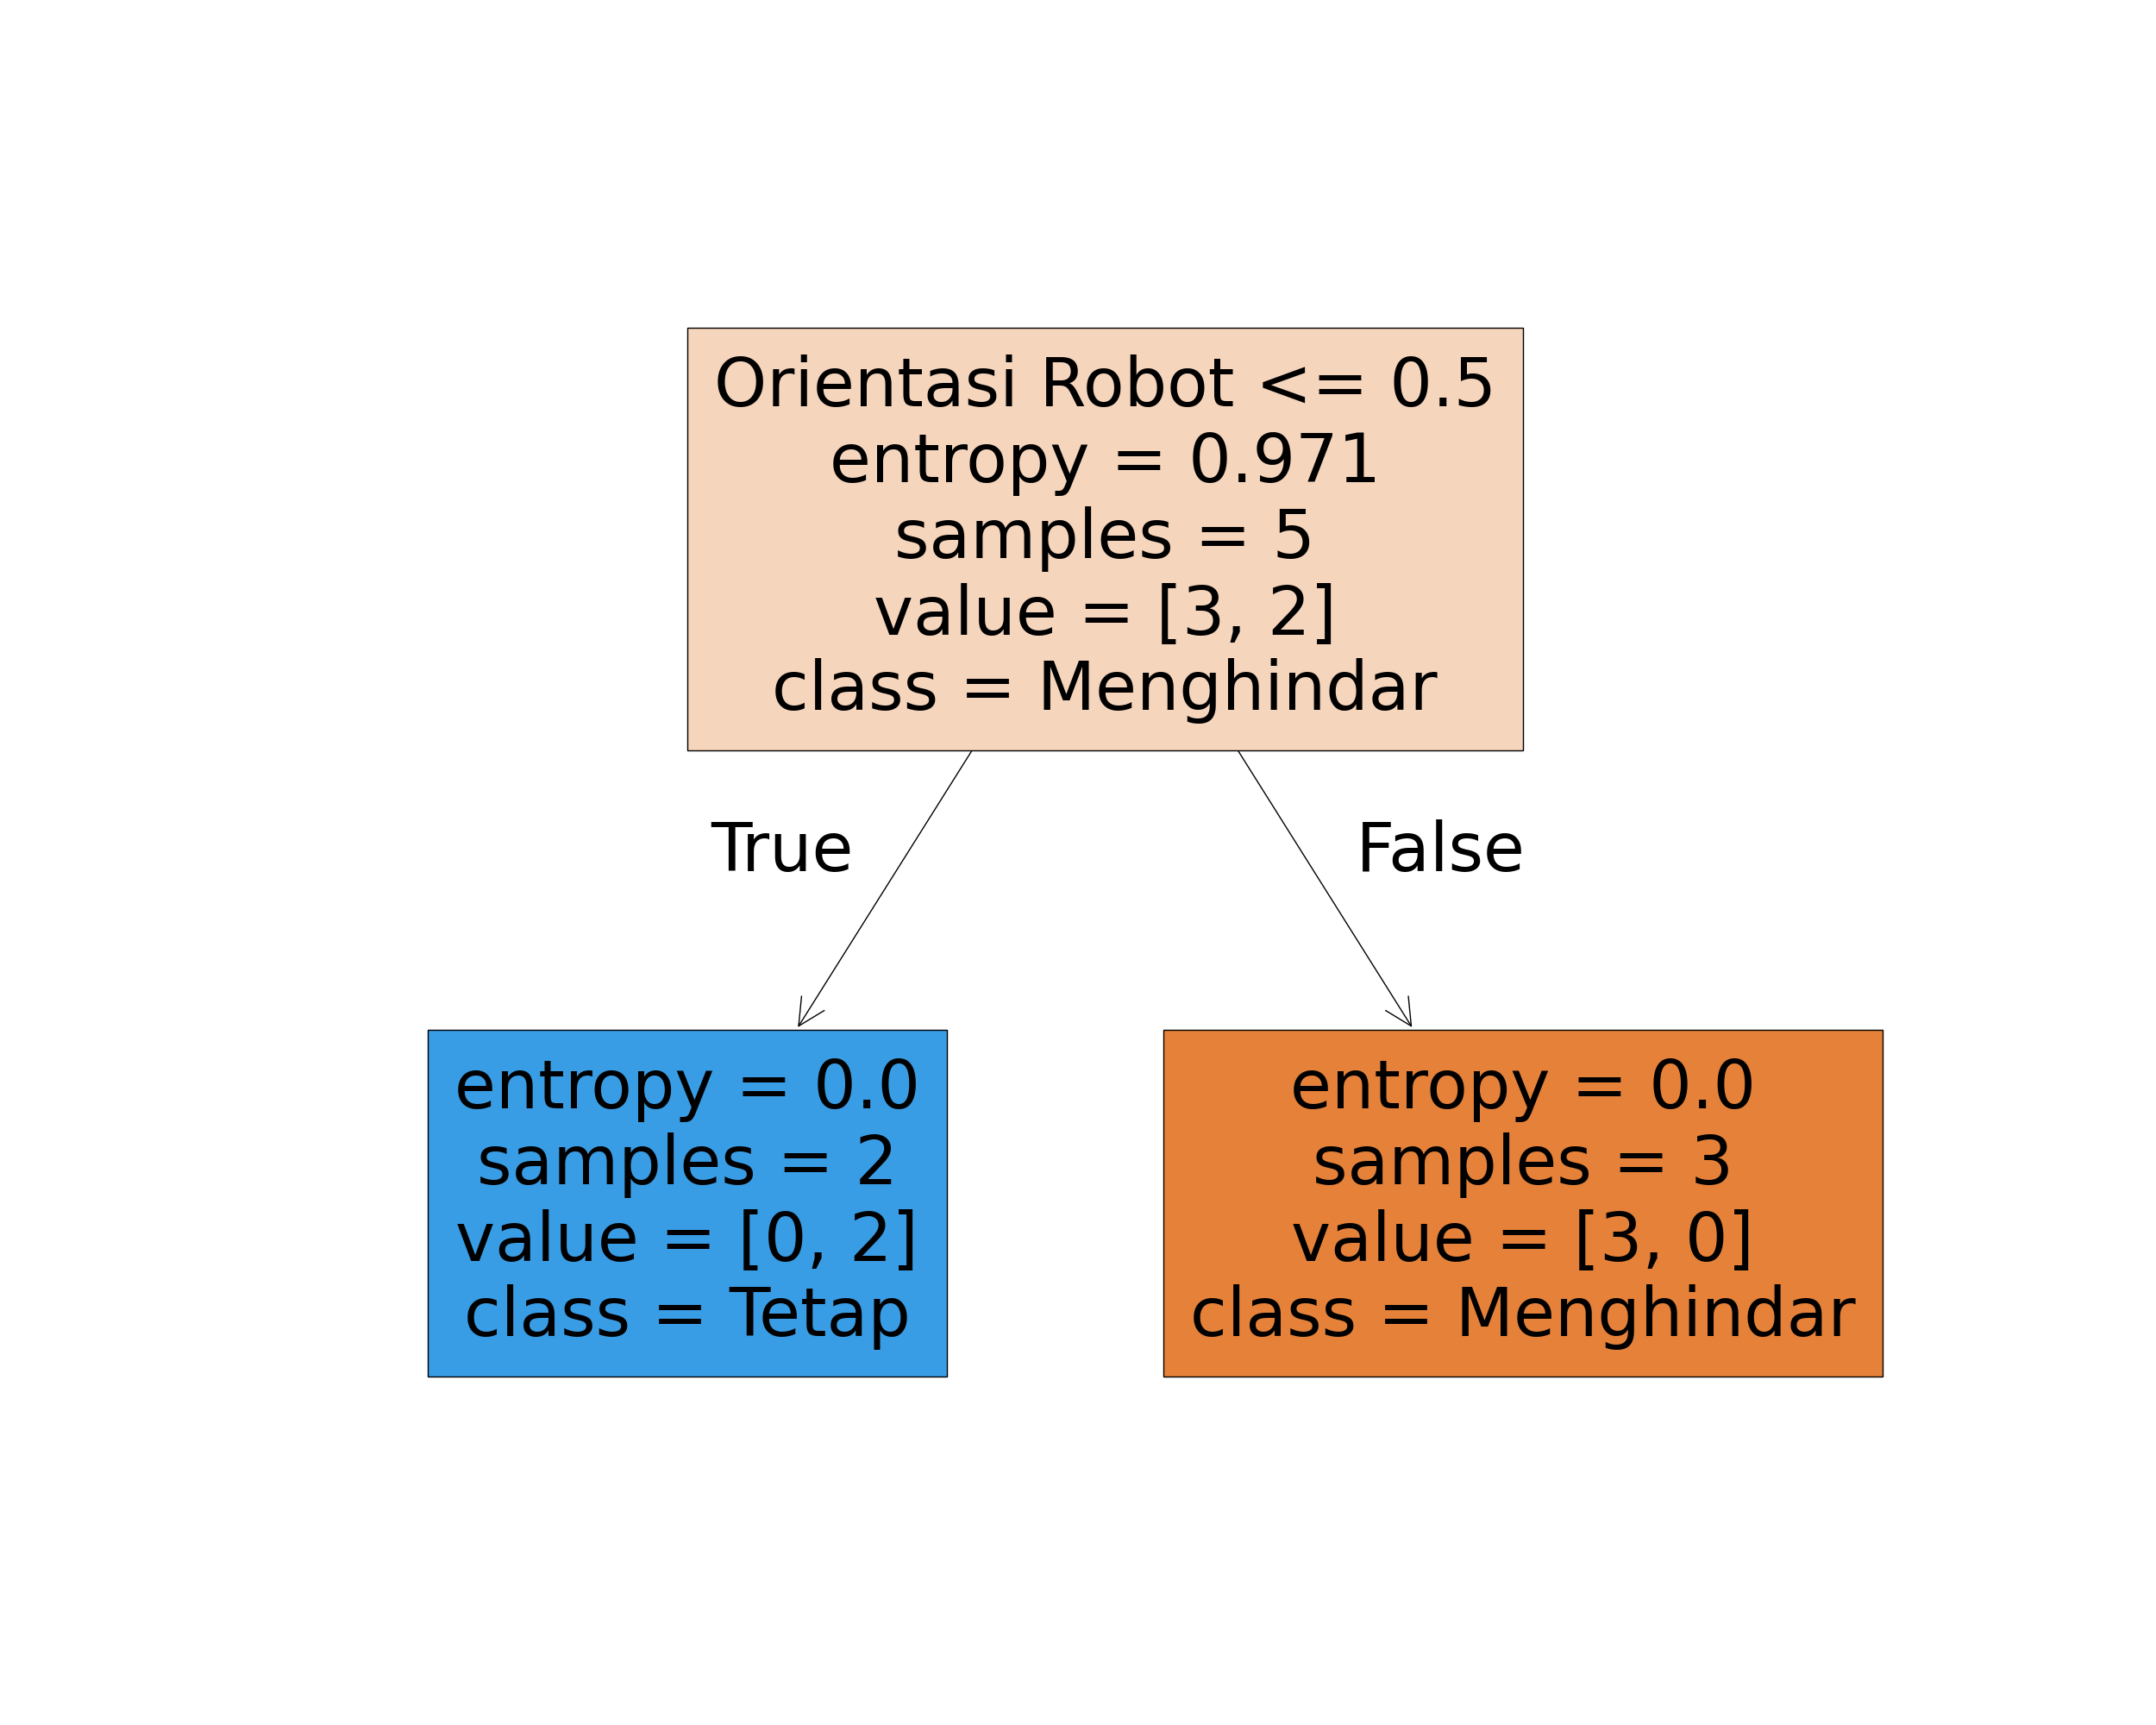 Orientasi Robot <= 0.5
entropy = 0.971
samples = 5
value = [3, 2]
class = Menghindar
True
False
entropy = 0.0
samples = 2
value = [0, 2]
class = Tetap
entropy = 0.0
samples = 3
value = [3, 0]
class = Menghindar